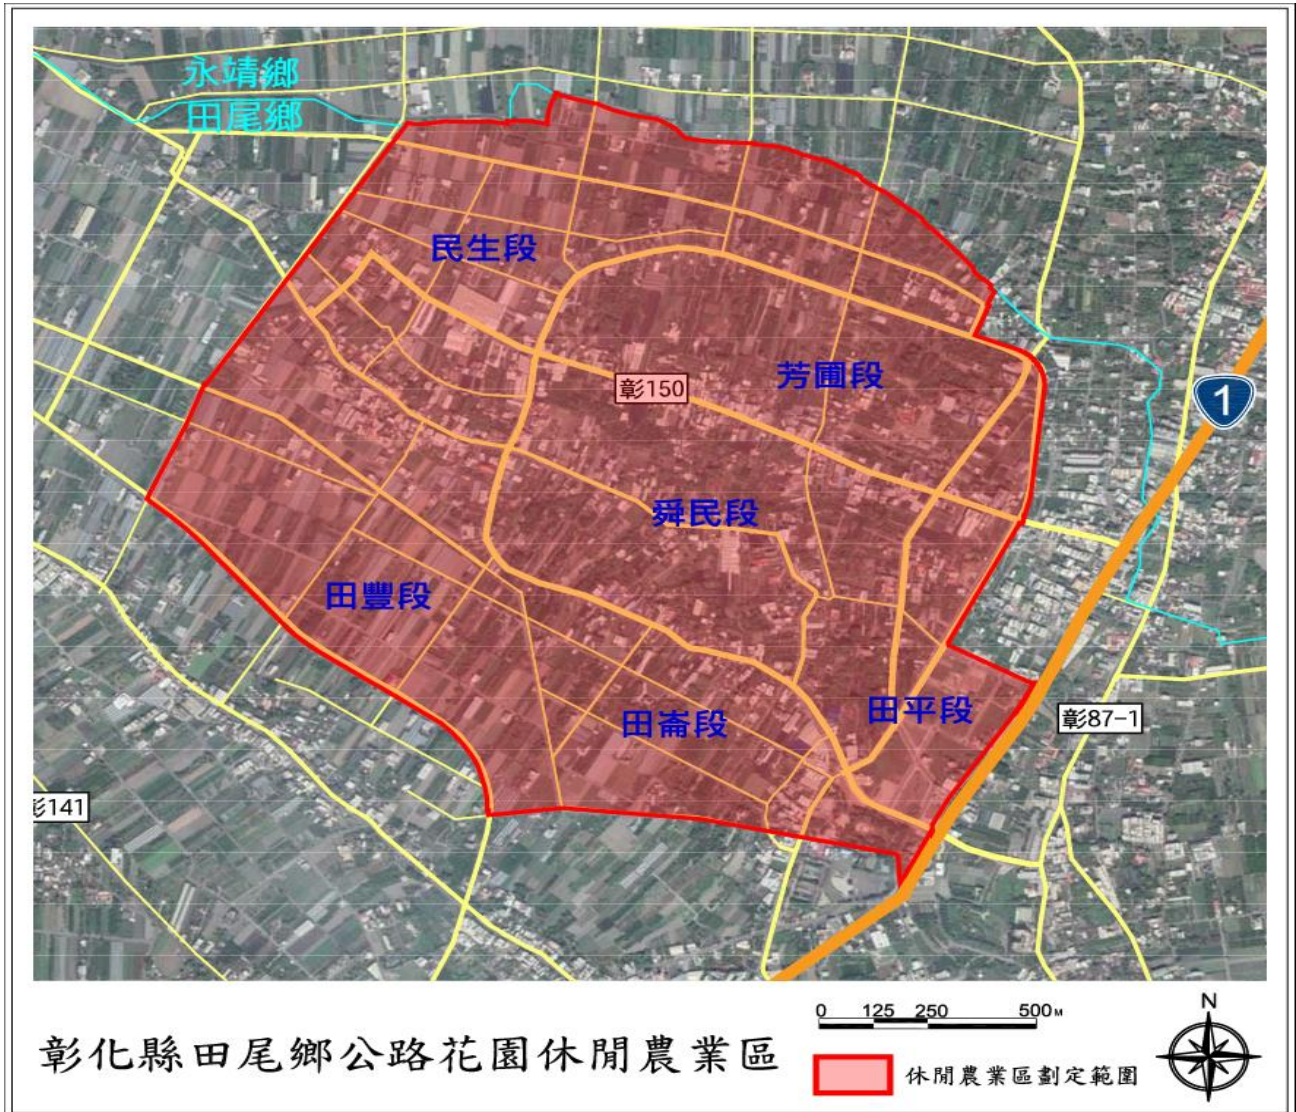 永靖鄉
田尾鄉
民生段
芳圃段
彰150
1
舜民段
田豐段
田崙段
田平段
彰87-1
彰141
彰化縣田尾鄉公路花園休閒農業區
0 125 250 500M
N
休閒農業區劃定範圍